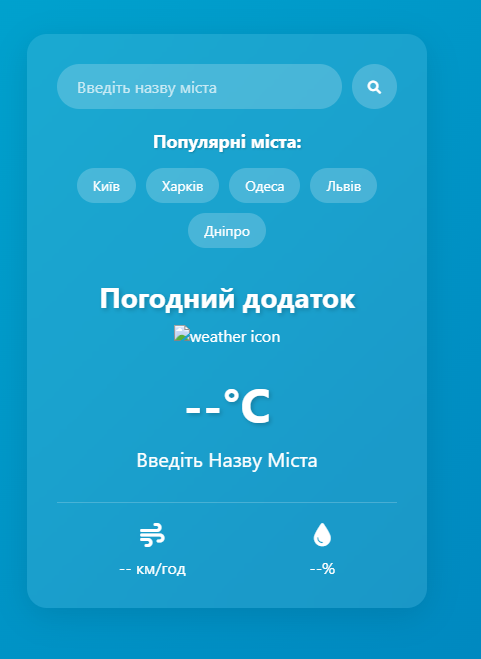 Введіть назву міста
Популярні міста:
Київ Харків Одеса Львів
Дніпро
Погодний додаток
weather icon
--°C
Введіть Назву Міста
-- км/год --%